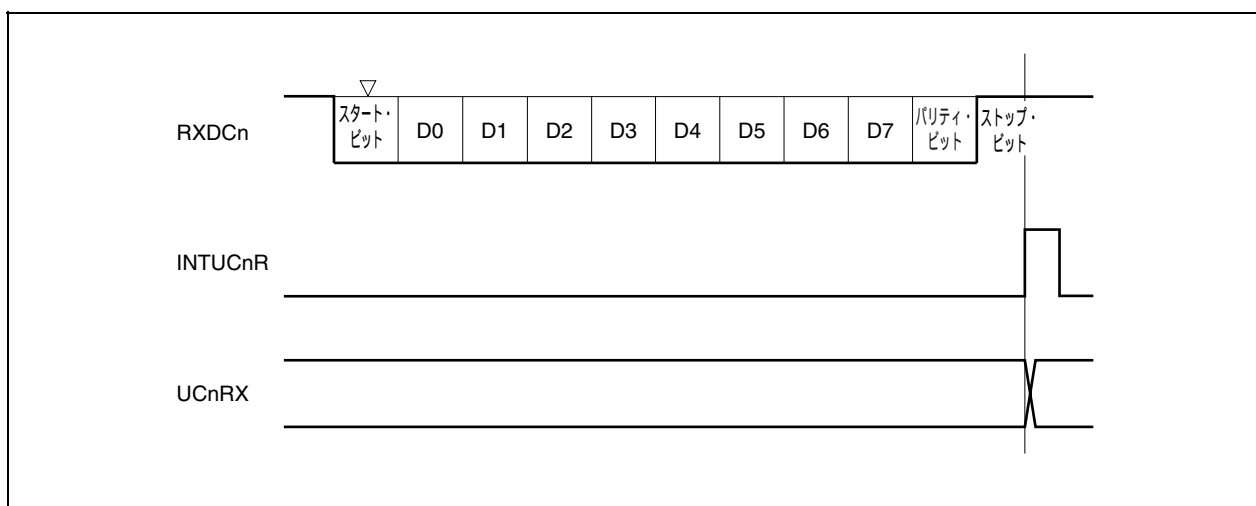 RXDCn
スタート・
ビット
D0
D1
D2
D3
D4
D5
D6
D7
パリティ・
ビット
ストップ・
ビット
INTUCnR
UCnRX